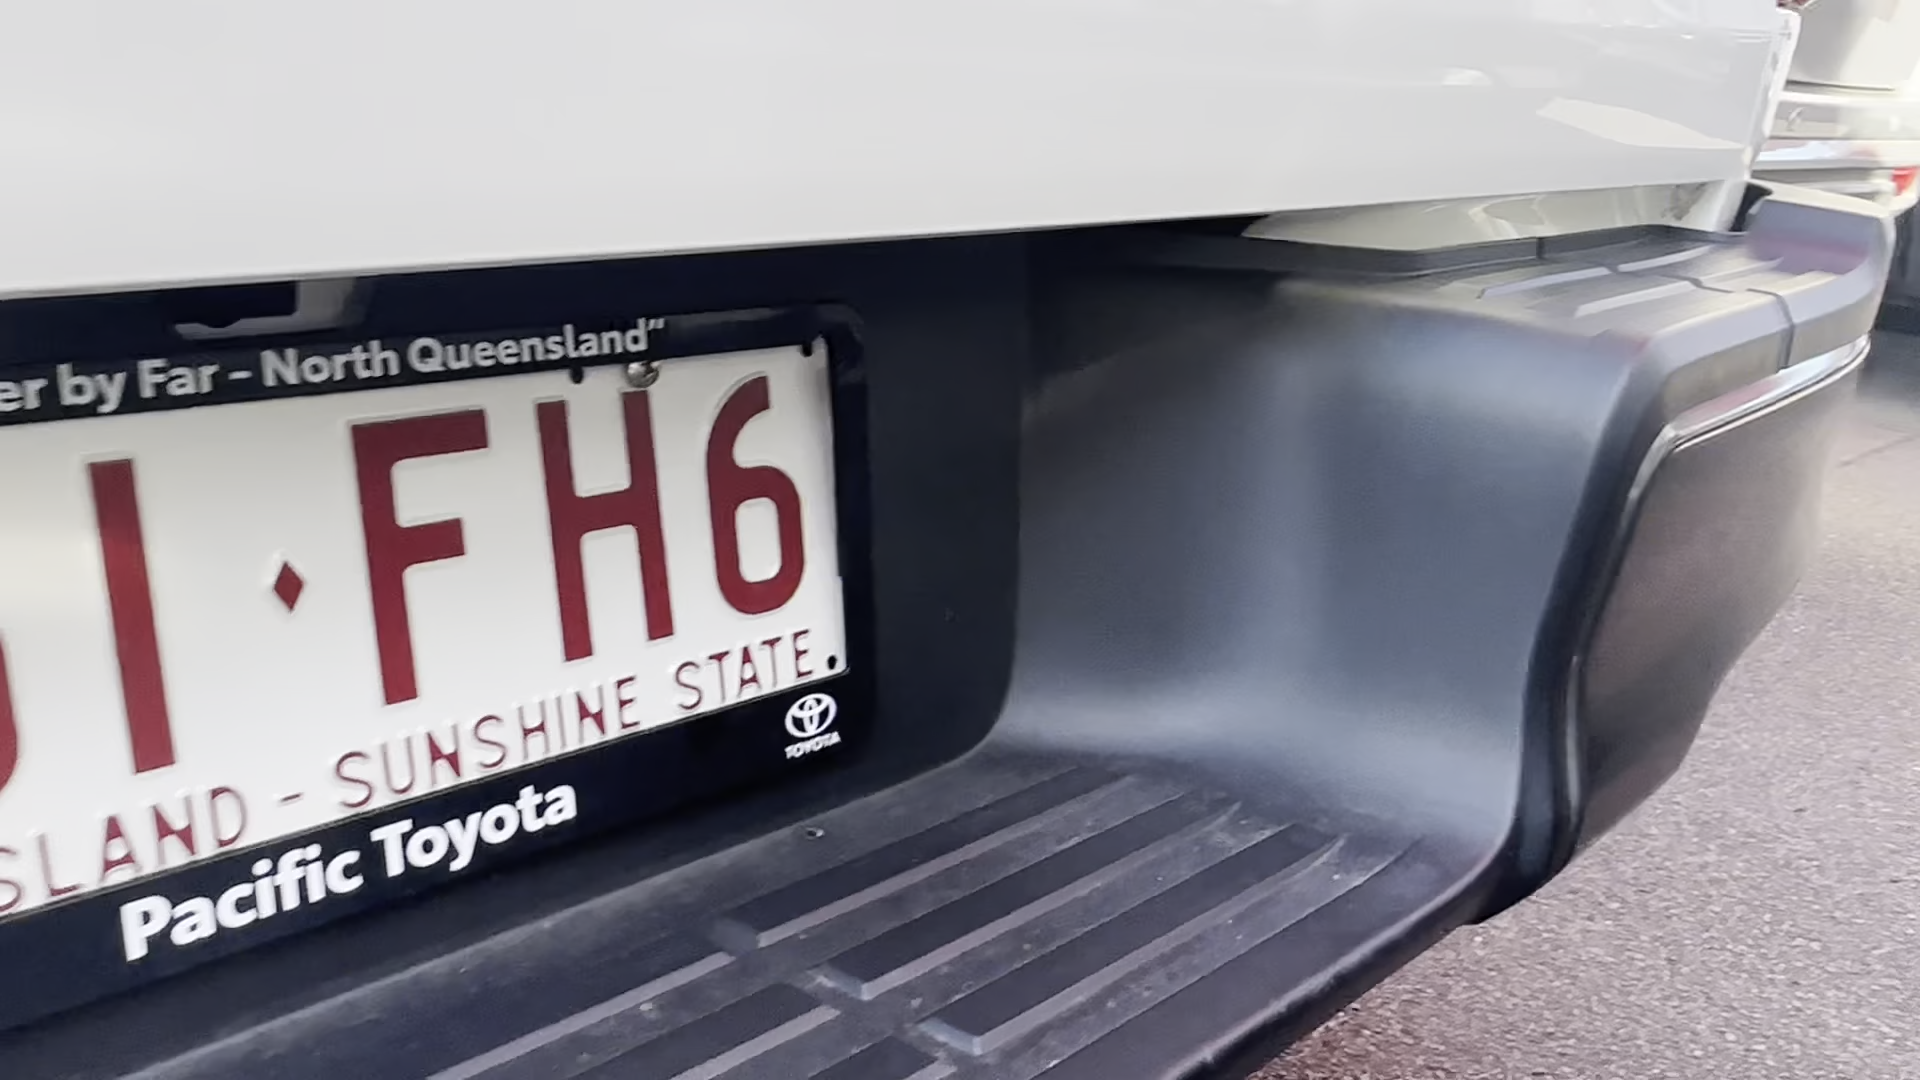 er by Far - North Queensland"
I FH6
SLAND - SUNSHINE STATE
TOYOTA
Pacific Toyota